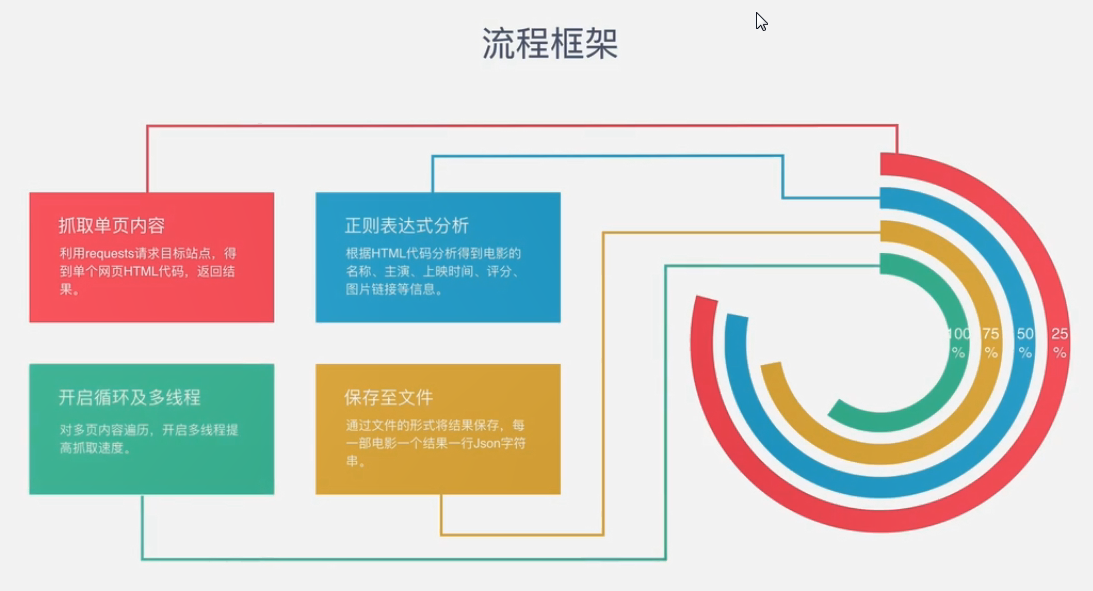 流程框架
抓取单页内容
利用requests请求目标站点，得
到单个网页HTML代码，返回结
果。
正则表达式分析
根据HTML代码分析得到电影的
名称、主演、上映时间、评分、
图片链接等信息。
开启循环及多线程
对多页内容遍历，开启多线程提
高抓取速度。
保存至文件
通过文件的形式将结果保存，每
一部电影一个结果一行Json字符
串。
100
%
75
%
50
%
25
%